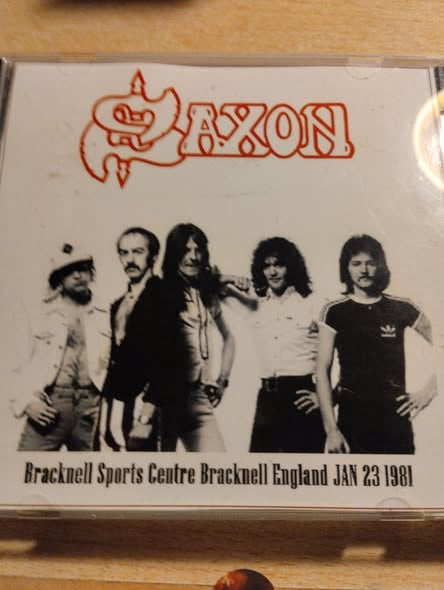 SAXON
Bracknell Sports Centre Bracknell England JAN 23 1981